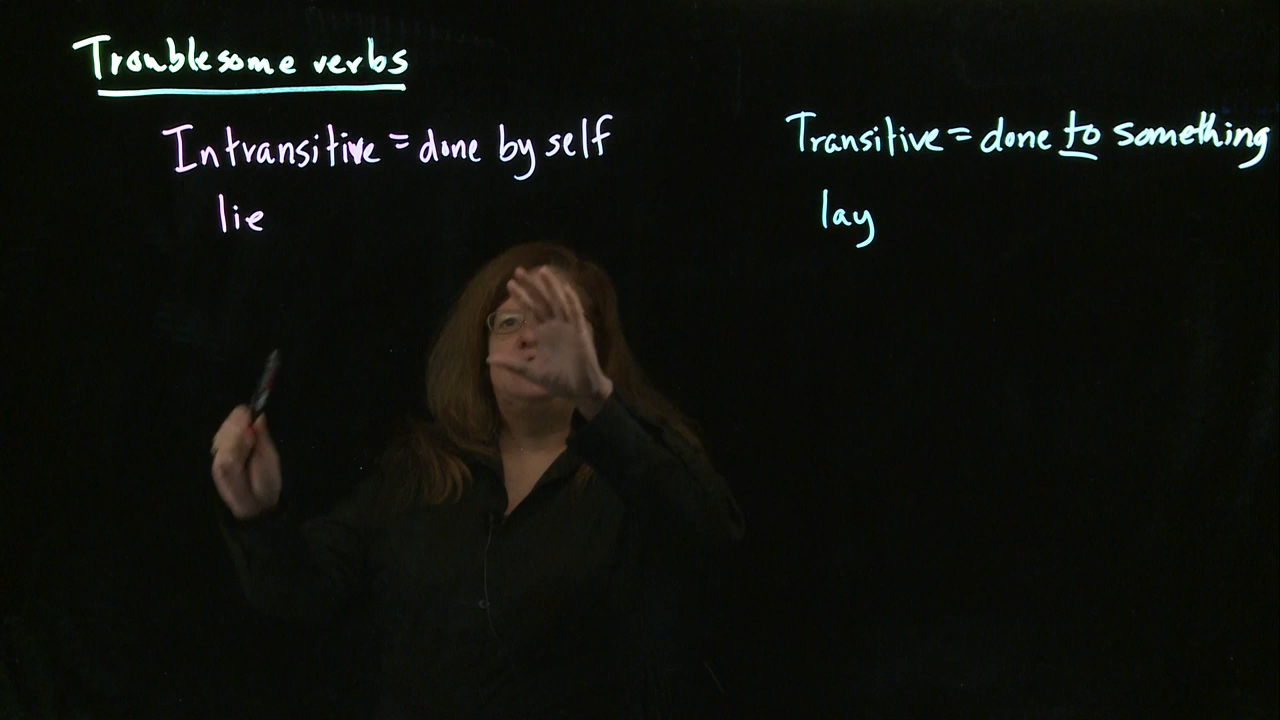 Troublesome verbs
Intransitive = done by self
lie
Transitive = done to something
lay